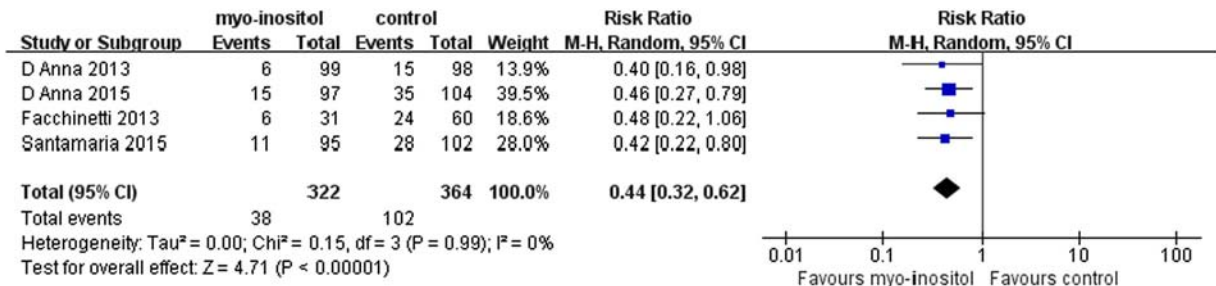 myo-inositol control Risk Ratio Risk Ratio
Study or Subgroup Events Total Events Total Weight M-H, Random, 95% CI M-H, Random, 95% CI
D Anna 2013 6 99 15 98 13.9% 0.40 [0.16, 0.98]
D Anna 2015 15 97 35 104 39.5% 0.46 [0.27, 0.79]
Facchinetti 2013 6 31 24 60 18.6% 0.48 [0.22, 1.06]
Santamaria 2015 11 95 28 102 28.0% 0.42 [0.22, 0.80]
Total (95% CI) 322 364 100.0% 0.44 [0.32, 0.62]
Total events 38 102
Heterogeneity: Tau² = 0.00; Chi² = 0.15, df = 3 (P = 0.99); I² = 0%
Test for overall effect: Z = 4.71 (P < 0.00001)
0.01 0.1 1 10 100
Favours myo-inositol Favours control